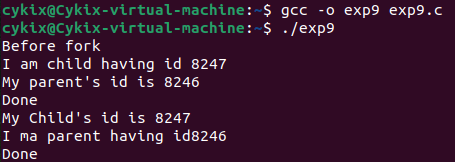 cykix@Cykix-virtual-machine:~$ gcc -o exp9 exp9.c
cykix@Cykix-virtual-machine:~$ ./exp9
Before fork
I am child having id 8247
My parent's id is 8246
Done
My Child's id is 8247
I ma parent having id8246
Done